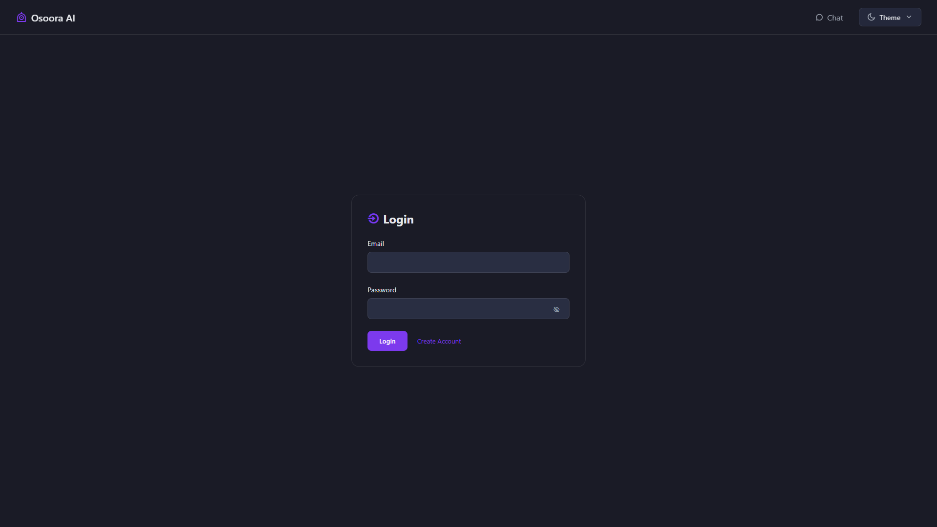 Osoora AI
Chat
Theme
Login
Email
Password
Login
Create Account